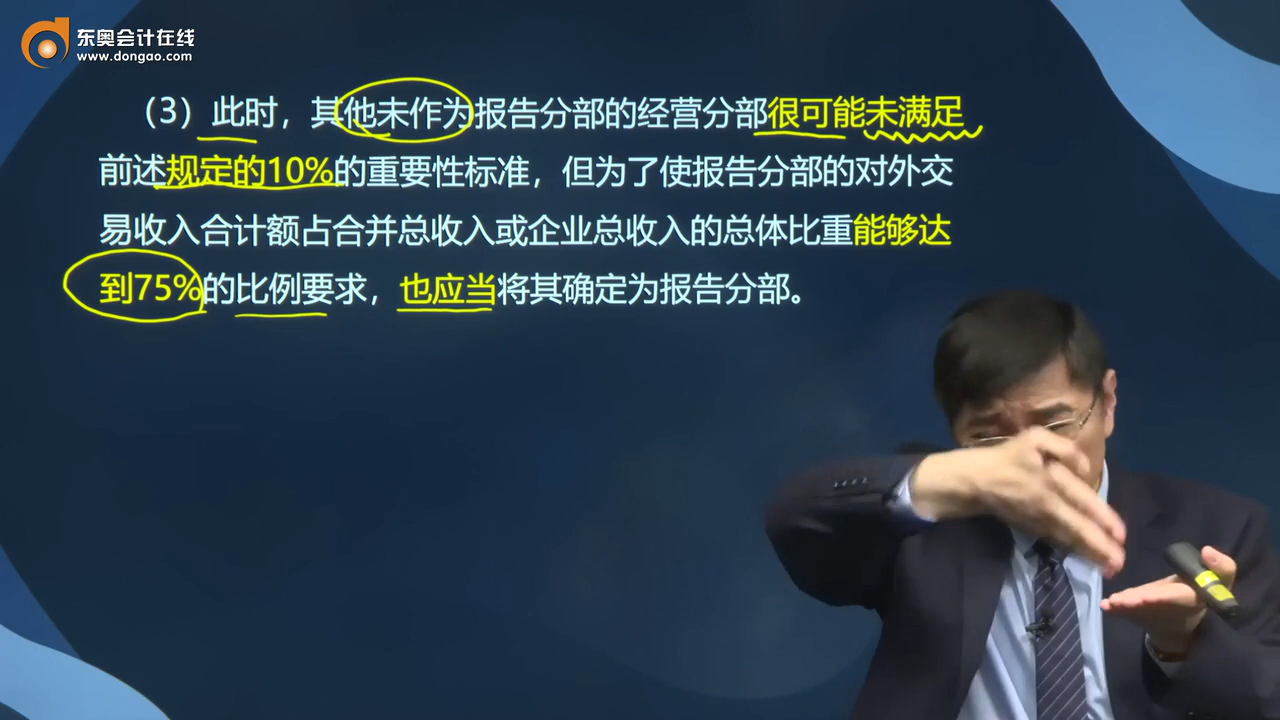 东奥会计在线
www.dongao.com
（3）此时，其他未作为报告分部的经营分部很可能未满足
前述规定的10%的重要性标准，但为了使报告分部的对外交
易收入合计额占合并总收入或企业总收入的总体比重能够达
到75%的比例要求，也应当将其确定为报告分部。